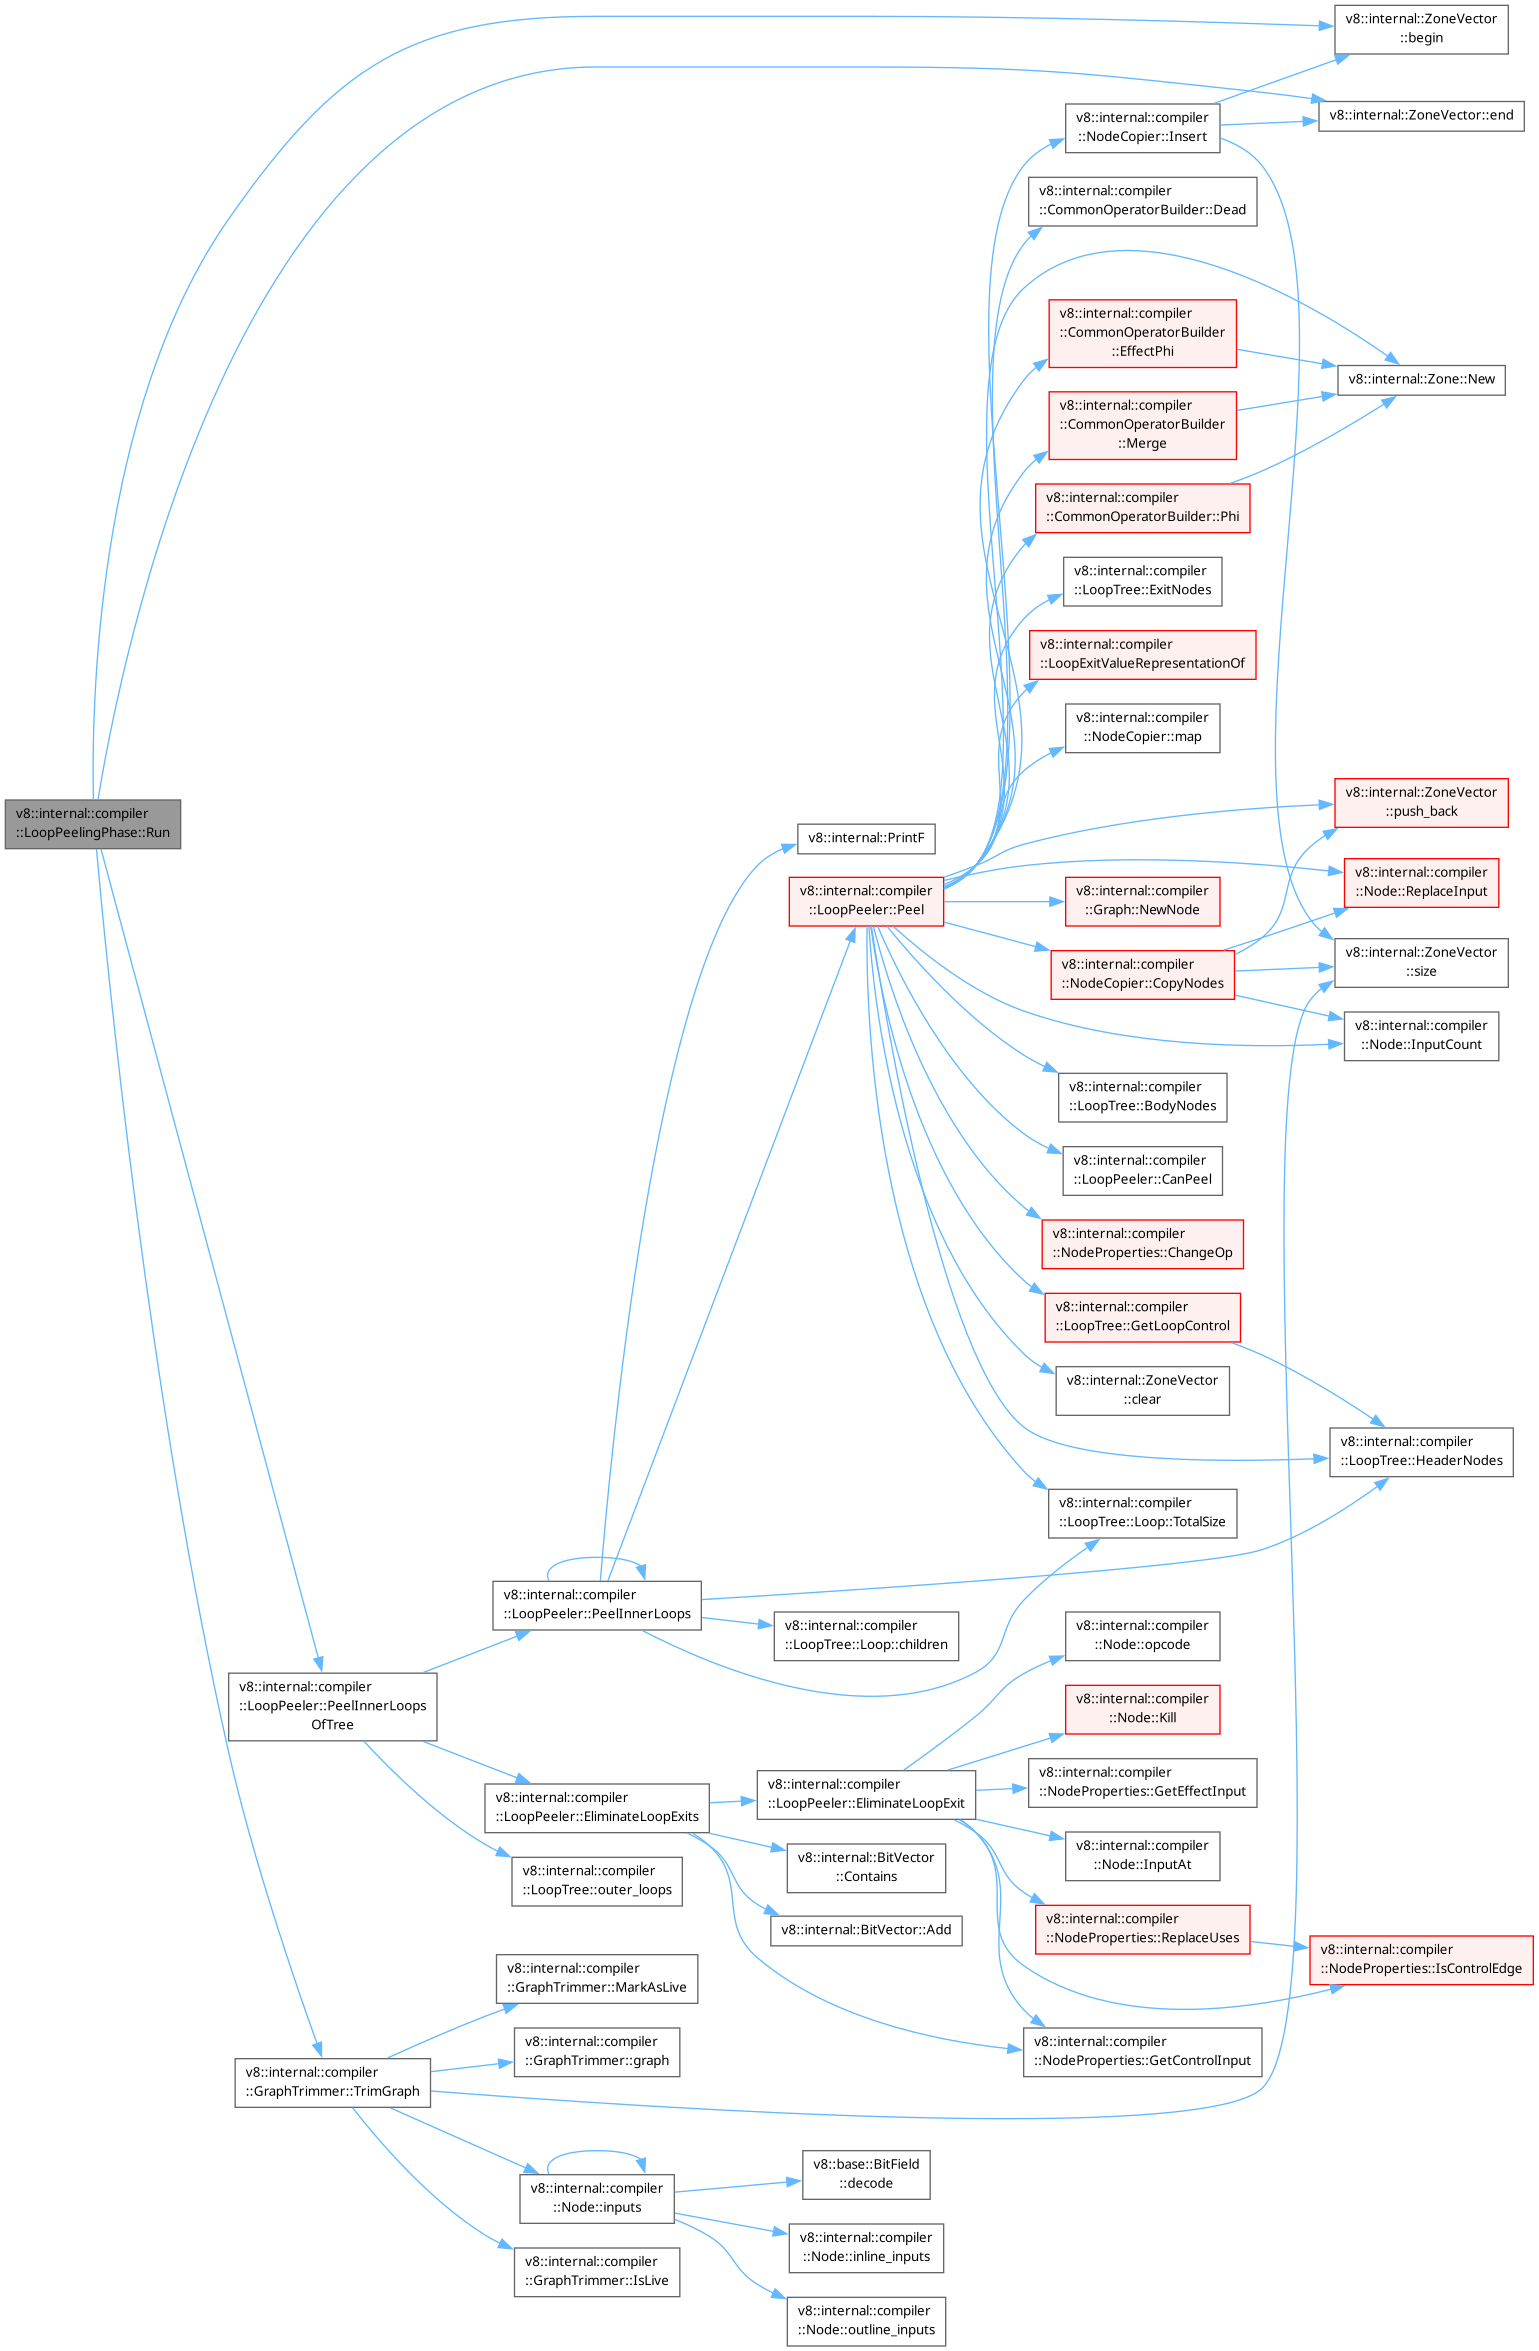 v8::internal::ZoneVector
::begin
v8::internal::ZoneVector::end
v8::internal::compiler
::NodeCopier::Insert
v8::internal::compiler
::CommonOperatorBuilder::Dead
v8::internal::compiler
::CommonOperatorBuilder
::EffectPhi
v8::internal::Zone::New
v8::internal::compiler
::CommonOperatorBuilder
::Merge
v8::internal::compiler
::CommonOperatorBuilder::Phi
v8::internal::compiler
::LoopTree::ExitNodes
v8::internal::compiler
::LoopExitValueRepresentationOf
v8::internal::compiler
::NodeCopier::map
v8::internal::ZoneVector
::push_back
v8::internal::compiler
::LoopPeelingPhase::Run
v8::internal::PrintF
v8::internal::compiler
::LoopPeeler::Peel
v8::internal::compiler
::Graph::NewNode
v8::internal::compiler
::Node::ReplaceInput
v8::internal::compiler
::NodeCopier::CopyNodes
v8::internal::ZoneVector
::size
v8::internal::compiler
::Node::InputCount
v8::internal::compiler
::LoopTree::BodyNodes
v8::internal::compiler
::LoopPeeler::CanPeel
v8::internal::compiler
::NodeProperties::ChangeOp
v8::internal::compiler
::LoopTree::GetLoopControl
v8::internal::ZoneVector
::clear
v8::internal::compiler
::LoopTree::HeaderNodes
v8::internal::compiler
::LoopTree::Loop::TotalSize
v8::internal::compiler
::LoopPeeler::PeelInnerLoops
v8::internal::compiler
::LoopTree::Loop::children
v8::internal::compiler
::Node::opcode
v8::internal::compiler
::LoopPeeler::PeelInnerLoops
OfTree
v8::internal::compiler
::Node::Kill
v8::internal::compiler
::LoopPeeler::EliminateLoopExits
v8::internal::compiler
::LoopPeeler::EliminateLoopExit
v8::internal::compiler
::NodeProperties::GetEffectInput
v8::internal::compiler
::Node::InputAt
v8::internal::BitVector
::Contains
v8::internal::compiler
::LoopTree::outer_loops
v8::internal::BitVector::Add
v8::internal::compiler
::NodeProperties::ReplaceUses
v8::internal::compiler
::NodeProperties::IsControlEdge
v8::internal::compiler
::GraphTrimmer::MarkAsLive
v8::internal::compiler
::GraphTrimmer::graph
v8::internal::compiler
::NodeProperties::GetControlInput
v8::internal::compiler
::GraphTrimmer::TrimGraph
v8::internal::compiler
::Node::inputs
v8::base::BitField
::decode
v8::internal::compiler
::Node::inline_inputs
v8::internal::compiler
::GraphTrimmer::IsLive
v8::internal::compiler
::Node::outline_inputs